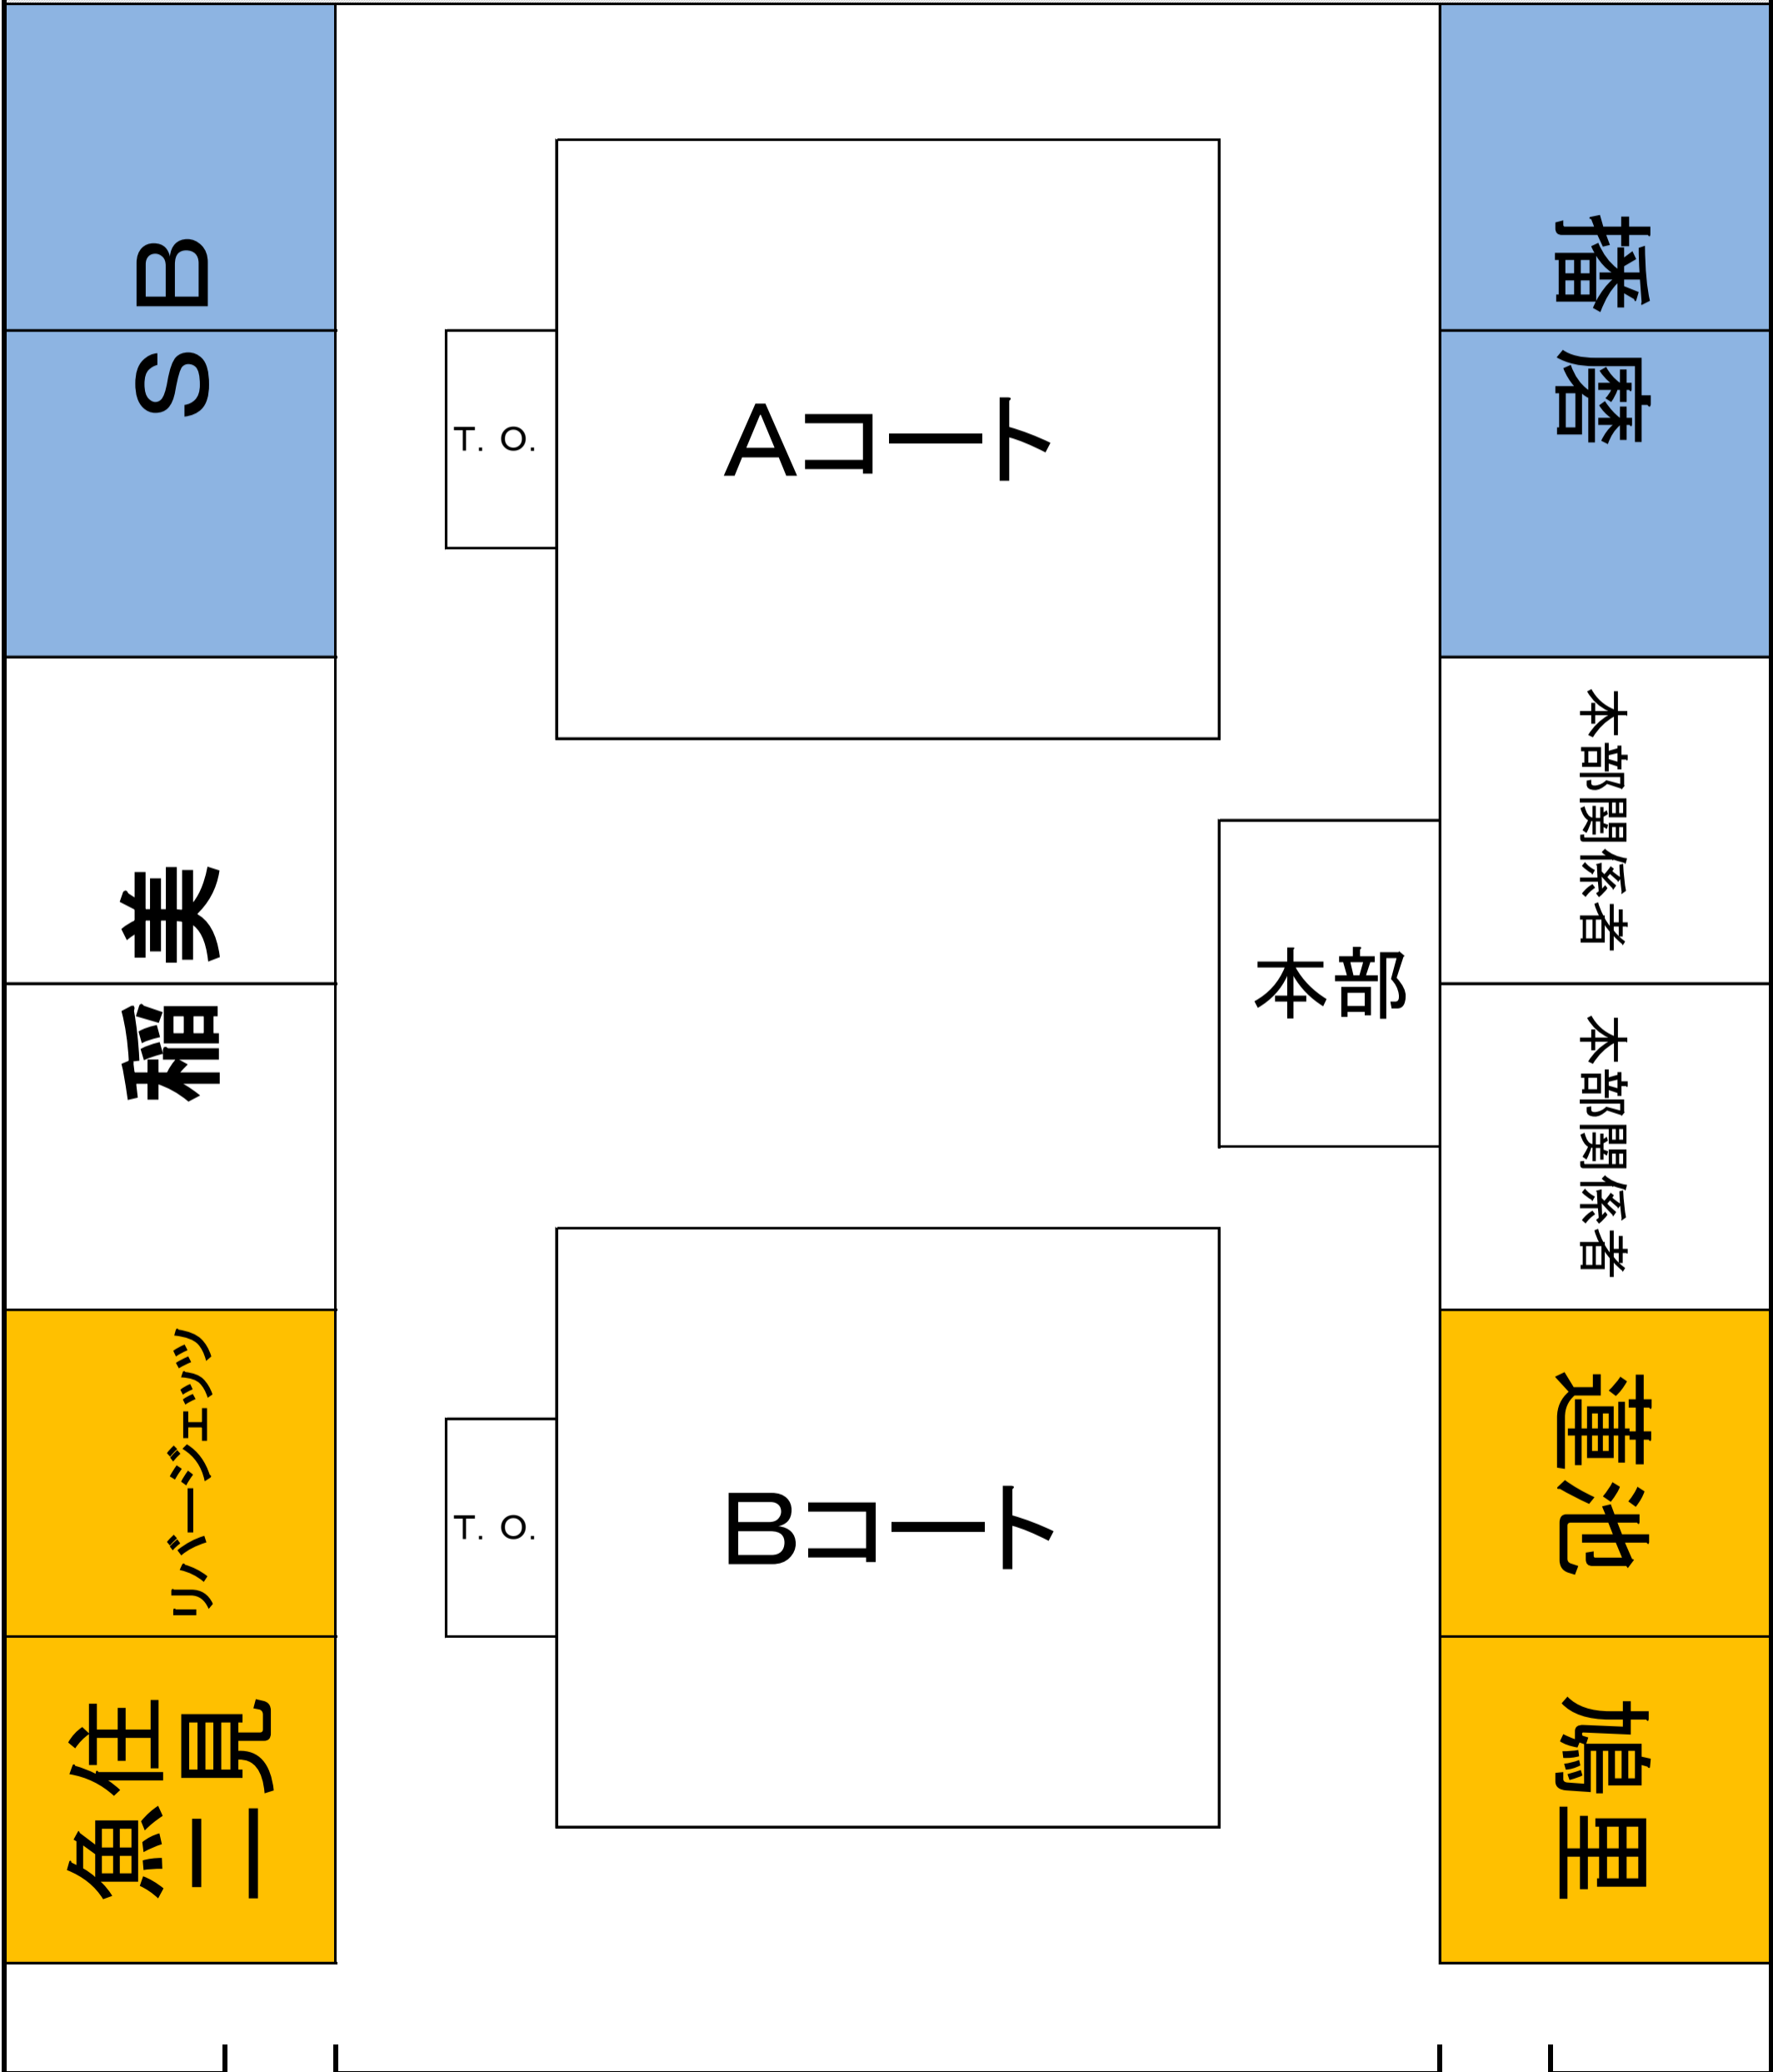 SB
播磨
T. O.
Aコート
稲美
本部関係者
本部
本部関係者
リバージェッツ
蓮池
T. O.
Bコート
魚住
二見
鳩里